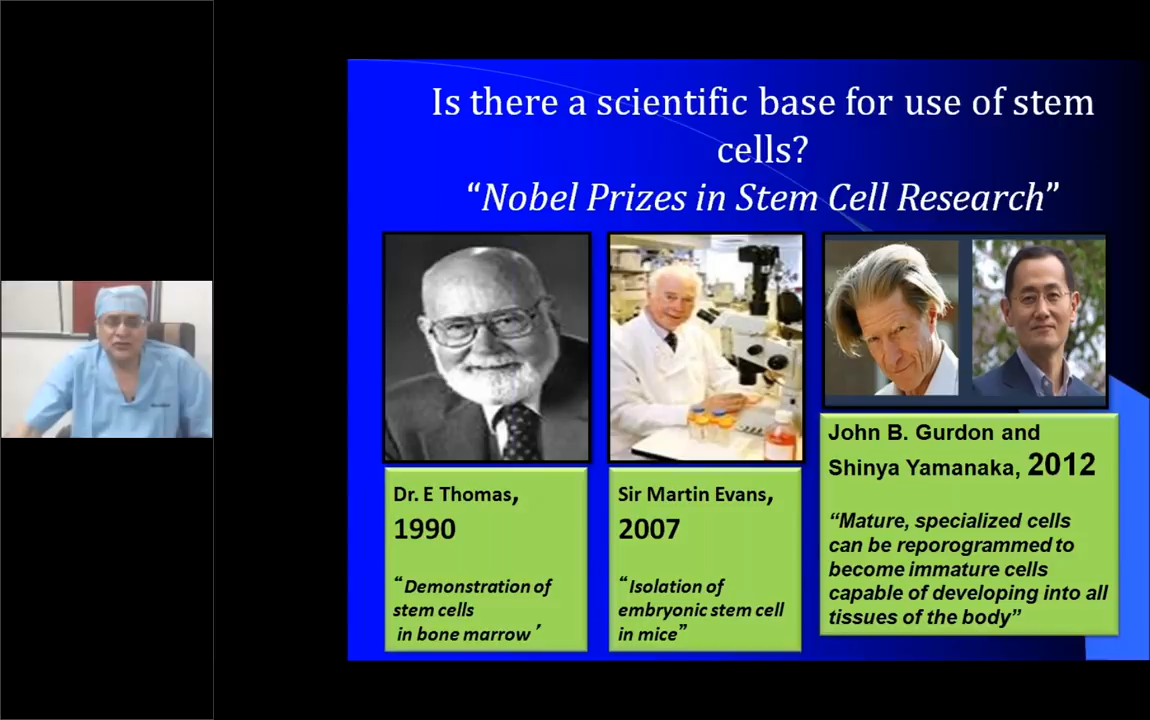 Is there a scientific base for use of stem
cells?
“Nobel Prizes in Stem Cell Research”
Dr. E Thomas,
1990
“Demonstration of
stem cells
in bone marrow’
Sir Martin Evans,
2007
“Isolation of
embryonic stem cell
in mice”
John B. Gurdon and
Shinya Yamanaka, 2012
“Mature, specialized cells
can be reporogrammed to
become immature cells
capable of developing into all
tissues of the body”